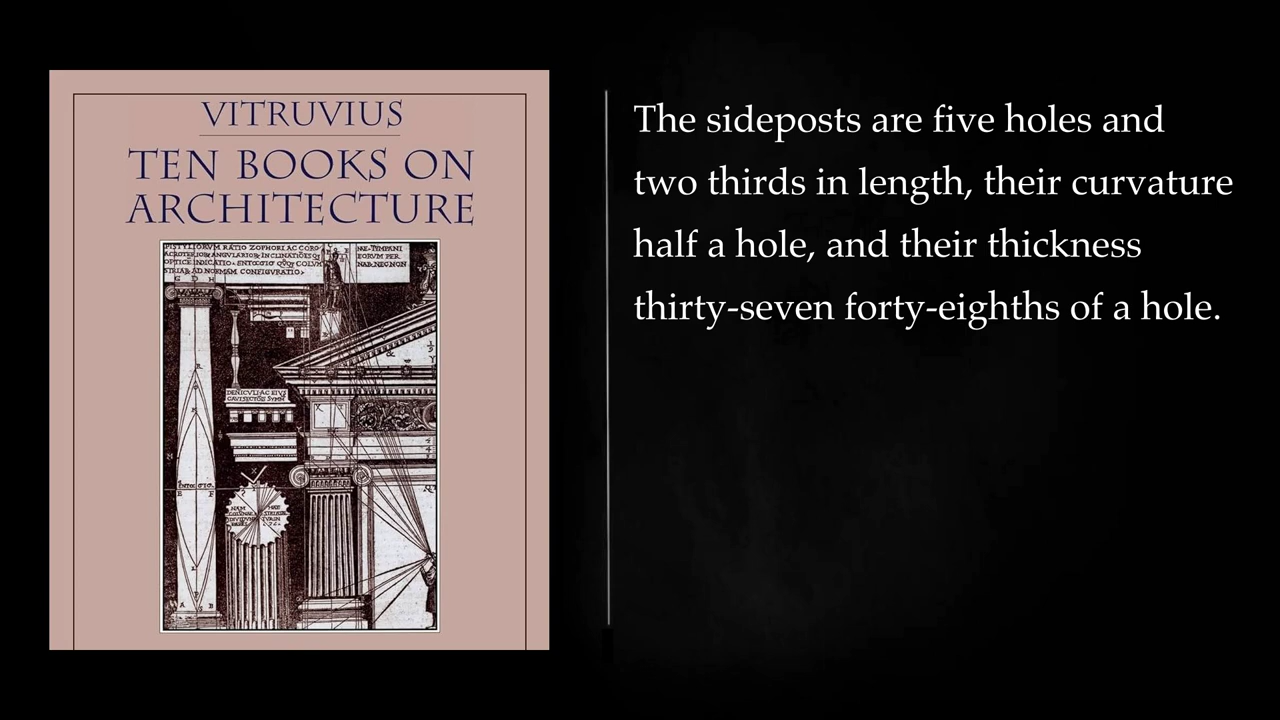 VITRUVIUS
TEN BOOKS ON
ARCHITECTURE
The sideposts are five holes and
two thirds in length, their curvature
half a hole, and their thickness
thirty-seven forty-eighths of a hole.